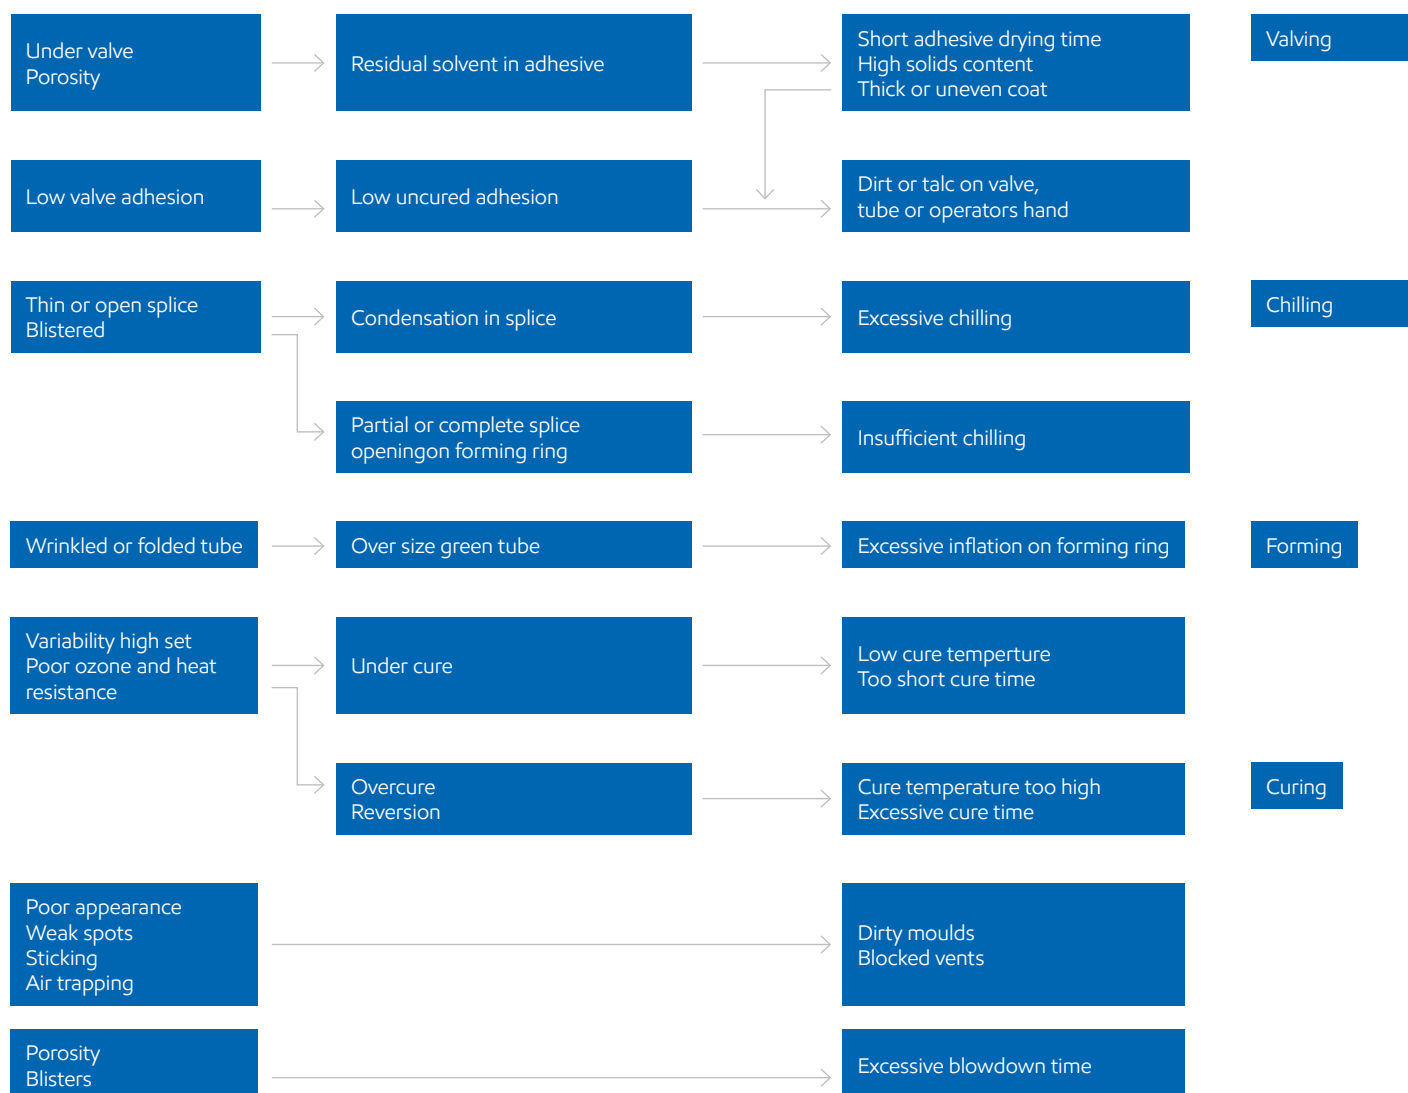 Under valve
Porosity
Residual solvent in adhesive
Short adhesive drying time
High solids content
Thick or uneven coat
Valving
Low valve adhesion
Low uncured adhesion
Dirt or talc on valve,
tube or operators hand
Thin or open splice
Blistered
Condensation in splice
Excessive chilling
Chilling
Partial or complete splice
openingon forming ring
Insufficient chilling
Wrinkled or folded tube
Over size green tube
Excessive inflation on forming ring
Forming
Variability high set
Poor ozone and heat
resistance
Under cure
Low cure temperture
Too short cure time
Overcure
Reversion
Cure temperature too high
Excessive cure time
Curing
Poor appearance
Weak spots
Sticking
Air trapping
Dirty moulds
Blocked vents
Porosity
Blisters
Excessive blowdown time